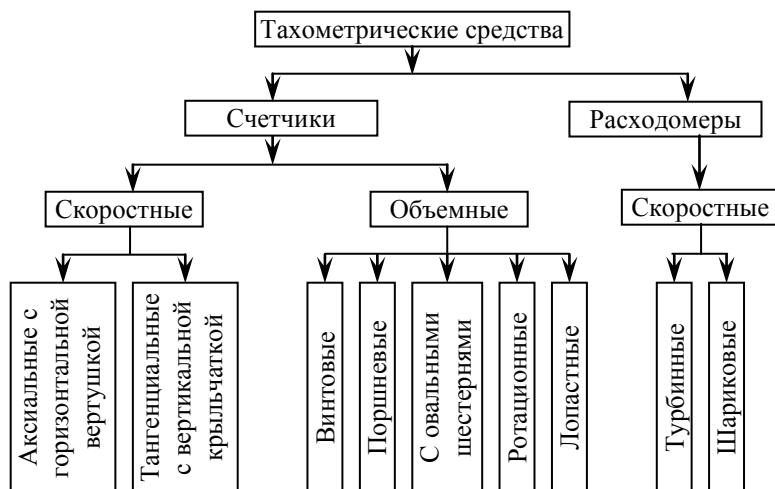 Тахометрические средства
Счетчики
Расходомеры
Скоростные
Объемные
Скоростные
Аксиальные с
горизонтальной
вертушкой
Тангенциальные
с вертикальной
крыльчаткой
Винтовые
Поршневые
С овальными
шестернями
Ротационные
Лопастные
Турбинные
Шариковые